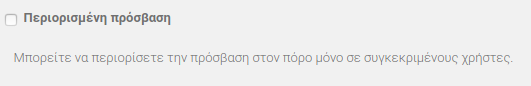 Περιορισμένη πρόσβαση
Μπορείτε να περιορίσετε την πρόσβαση στον πόρο μόνο σε συγκεκριμένους χρήστες.